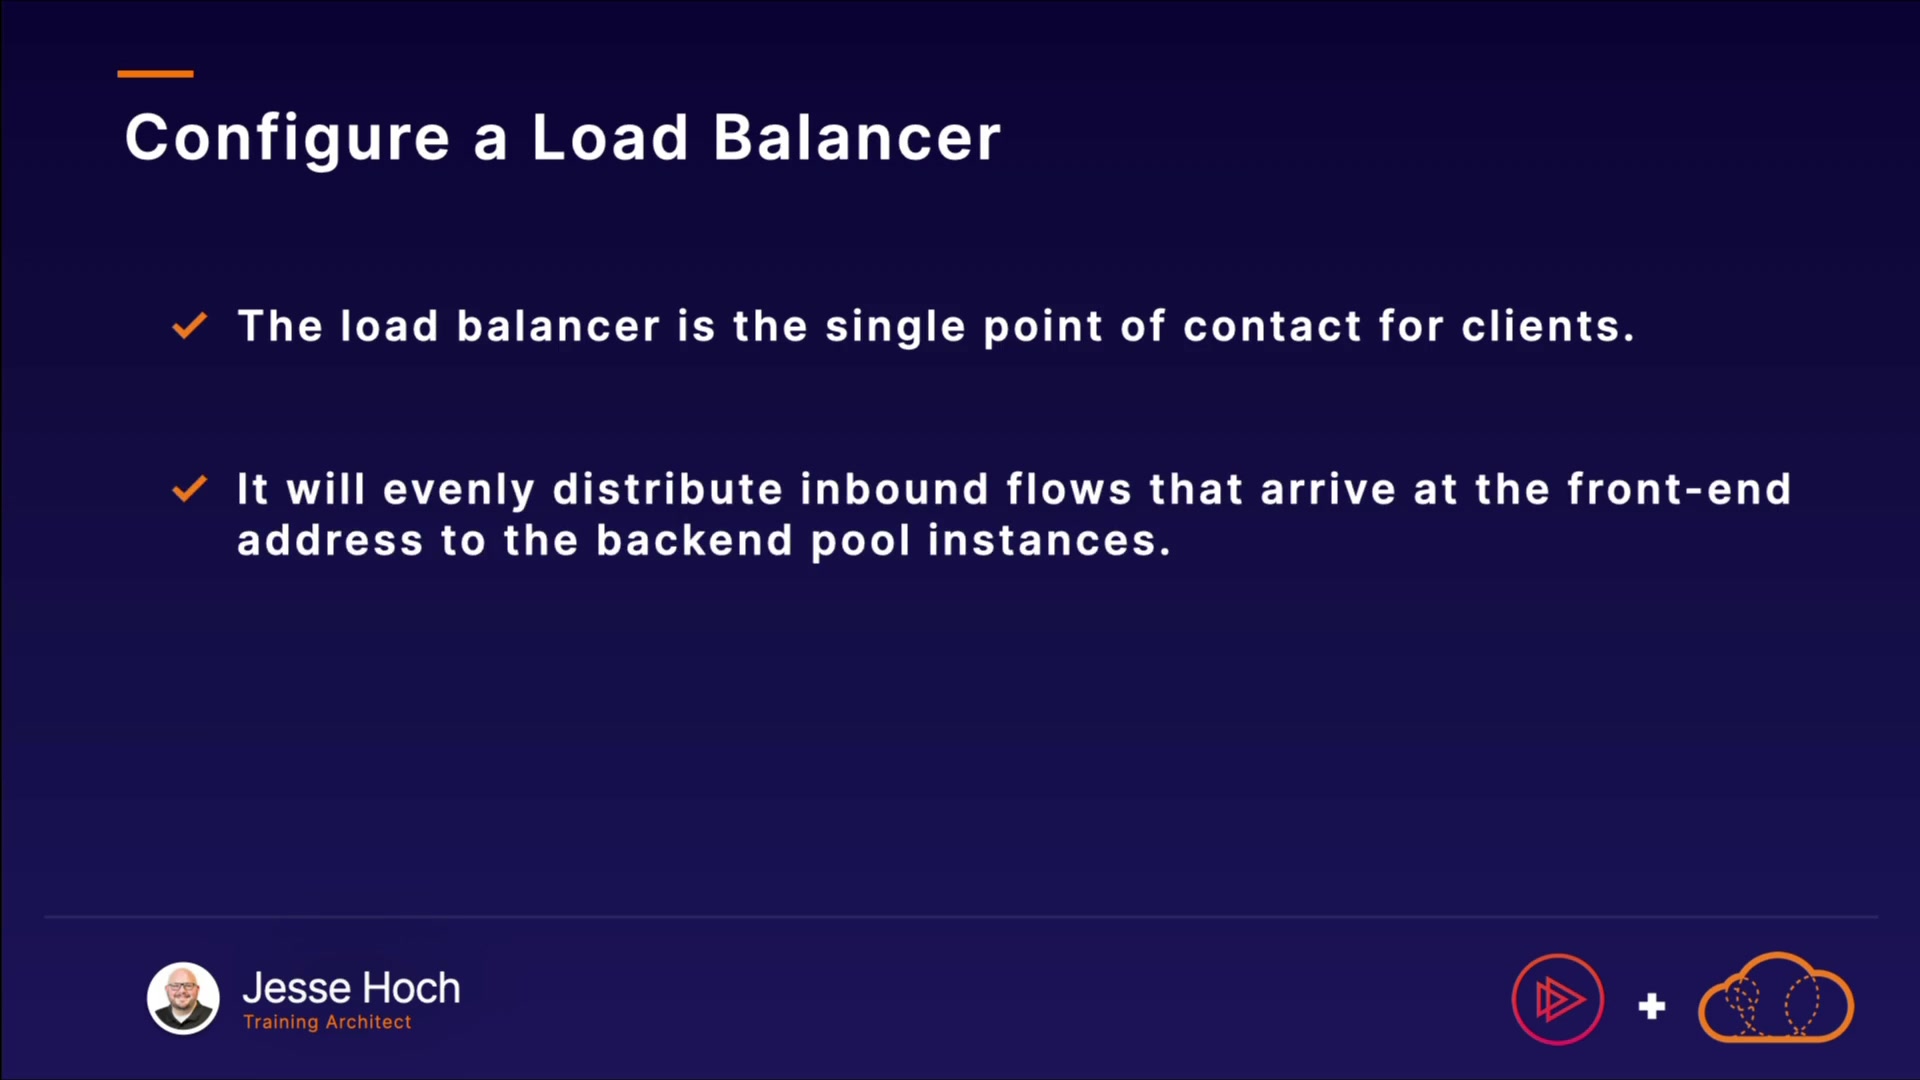 Configure a Load Balancer
The load balancer is the single point of contact for clients.
It will evenly distribute inbound flows that arrive at the front-end
address to the backend pool instances.
Jesse Hoch
Training Architect